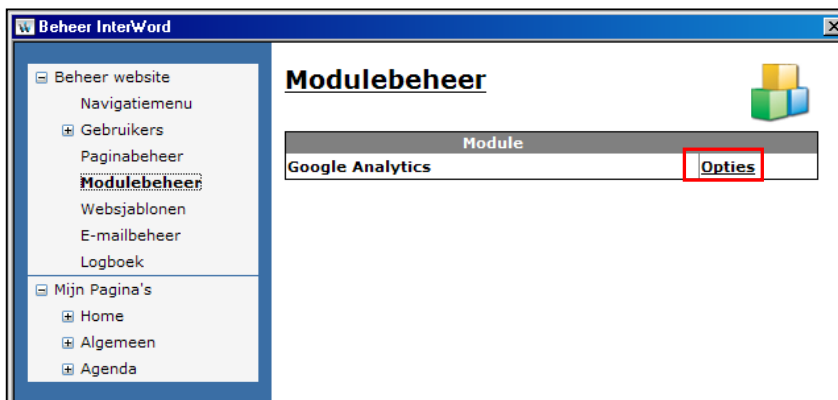 Beheer InterWord
Beheer website
Navigatiemenu
Gebruikers
Paginabeheer
Modulebeheer
Websjablonen
E-mailbeheer
Logboek
Mijn Pagina's
Home
Algemeen
Agenda
Modulebeheer
Module
Google Analytics Opties